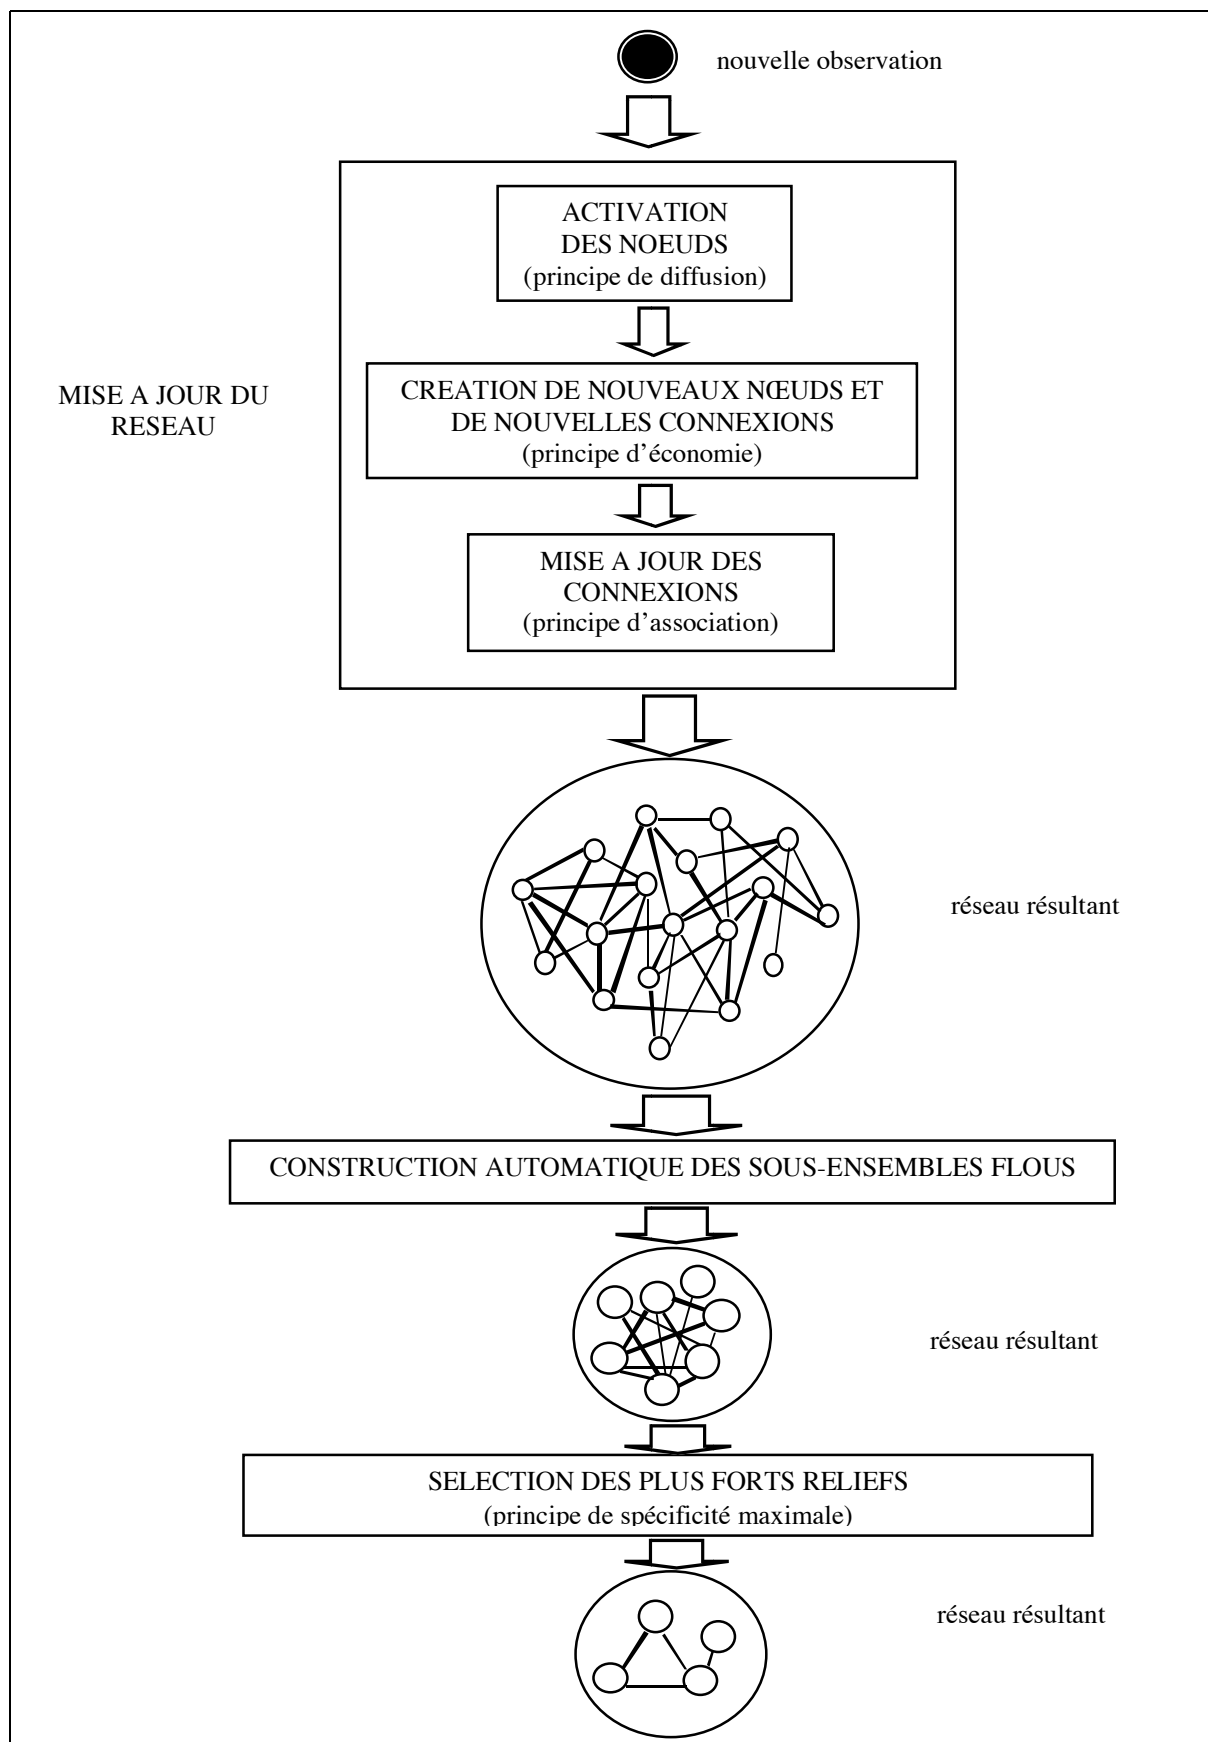 nouvelle observation
ACTIVATION
DES NOEUDS
(principe de diffusion)
MISE A JOUR DU
RESEAU
CREATION DE NOUVEAUX NŒUDS ET
DE NOUVELLES CONNEXIONS
(principe d’économie)
MISE A JOUR DES
CONNEXIONS
(principe d’association)
réseau résultant
CONSTRUCTION AUTOMATIQUE DES SOUS-ENSEMBLES FLOUS
réseau résultant
SELECTION DES PLUS FORTS RELIEFS
(principe de spécificité maximale)
réseau résultant